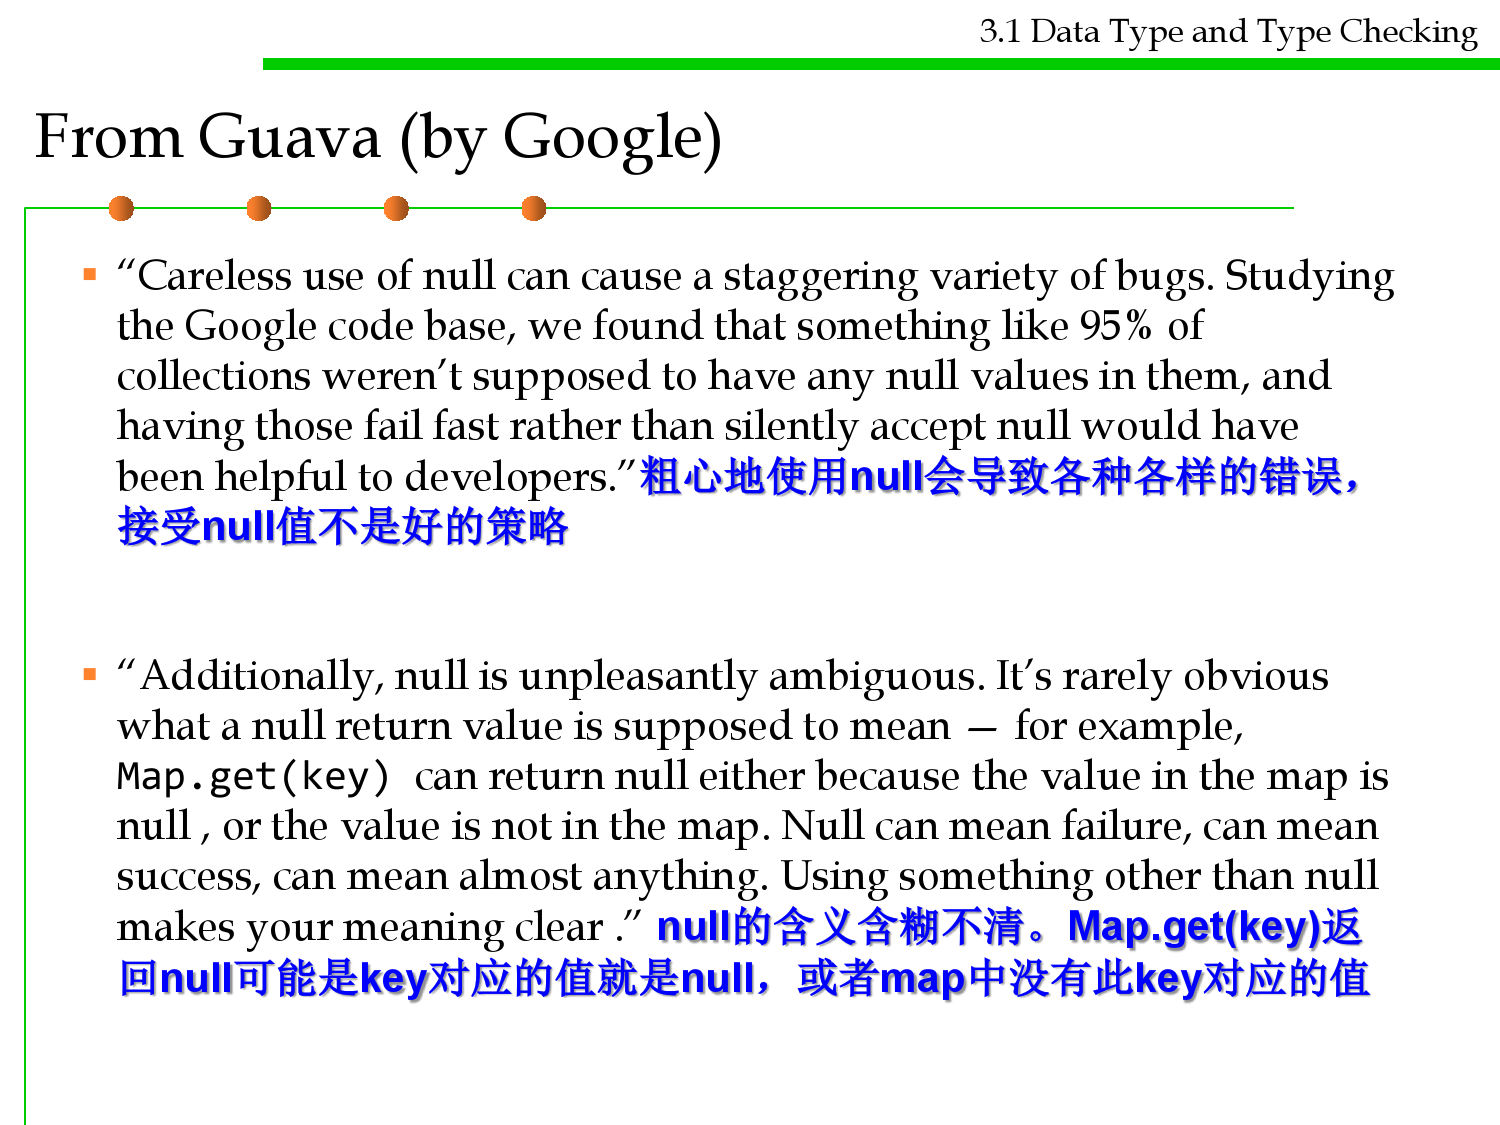 3.1 Data Type and Type Checking
From Guava (by Google)
“Careless use of null can cause a staggering variety of bugs. Studying
the Google code base, we found that something like 95% of
collections weren’t supposed to have any null values in them, and
having those fail fast rather than silently accept null would have
been helpful to developers.”粗心地使用null会导致各种各样的错误，
接受null值不是好的策略
“Additionally, null is unpleasantly ambiguous. It’s rarely obvious
what a null return value is supposed to mean — for example,
Map.get(key) can return null either because the value in the map is
null , or the value is not in the map. Null can mean failure, can mean
success, can mean almost anything. Using something other than null
makes your meaning clear .” null的含义含糊不清。Map.get(key)返
回null可能是key对应的值就是null，或者map中没有此key对应的值